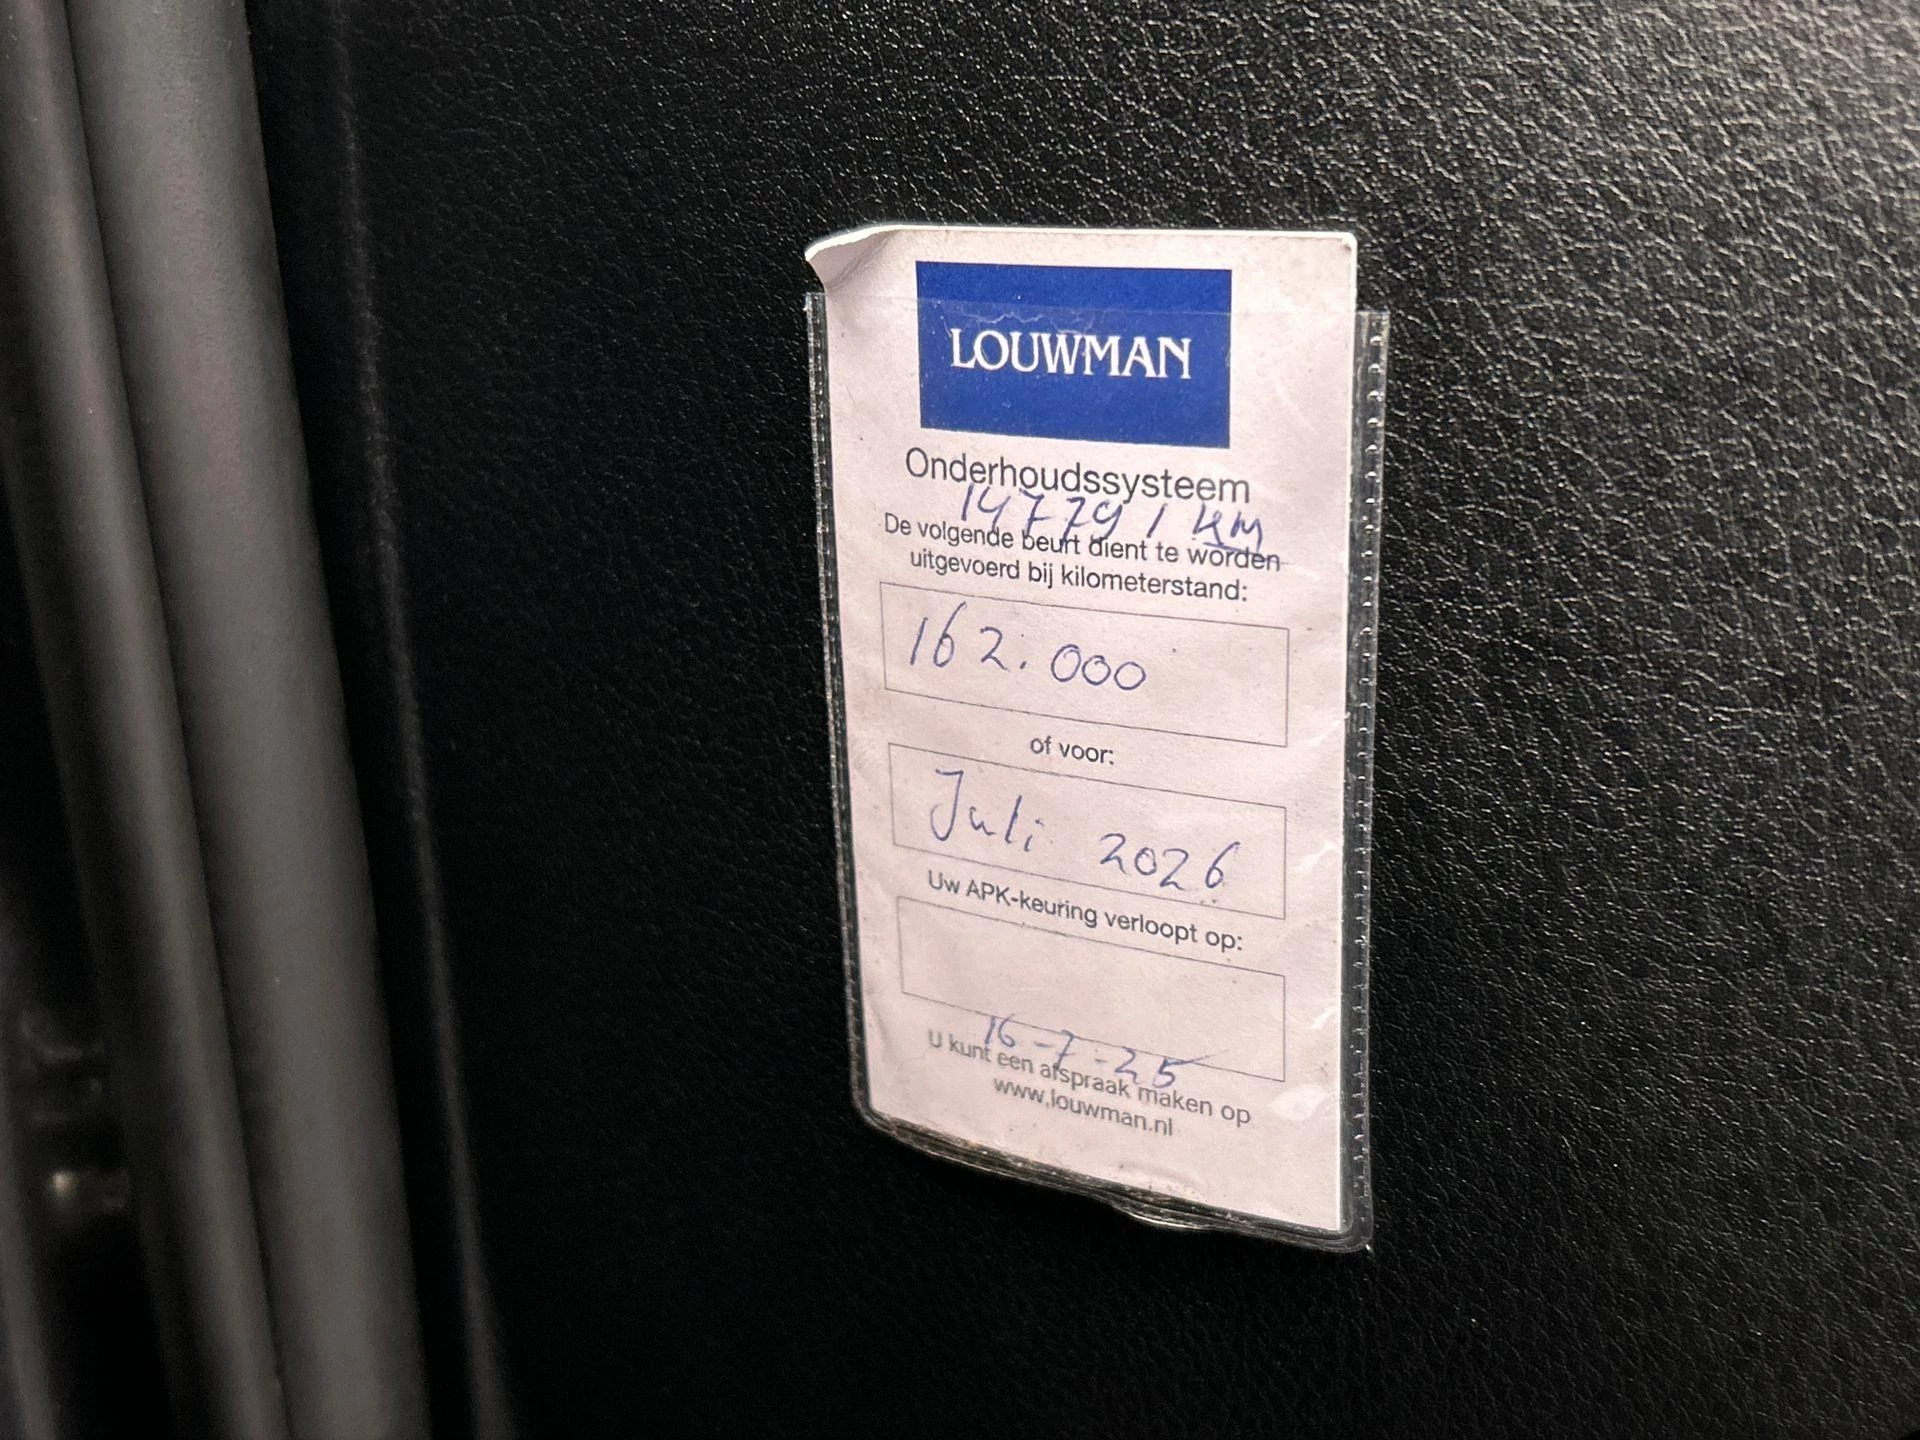 LOUWMAN
Onderhoudssysteem
147791 KM
De volgende beurt dient te worden
uitgevoerd bij kilometerstand:
162.000
of voor:
Juli 2026
Uw APK-keuring verloopt op:
16-7-25
U kunt een afspraak maken op
www.louwman.nl